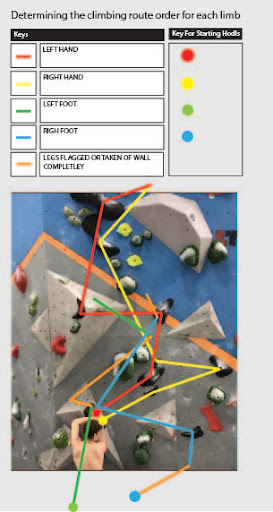 Determining the climbing route order for each limb
Keys
Key For Starting Hodls
LEFT HAND
RIGHT HAND
LEFT FOOT
RIGH FOOT
LEGS FLAGGED OR TAKEN OF WALL
COMPLETLEY